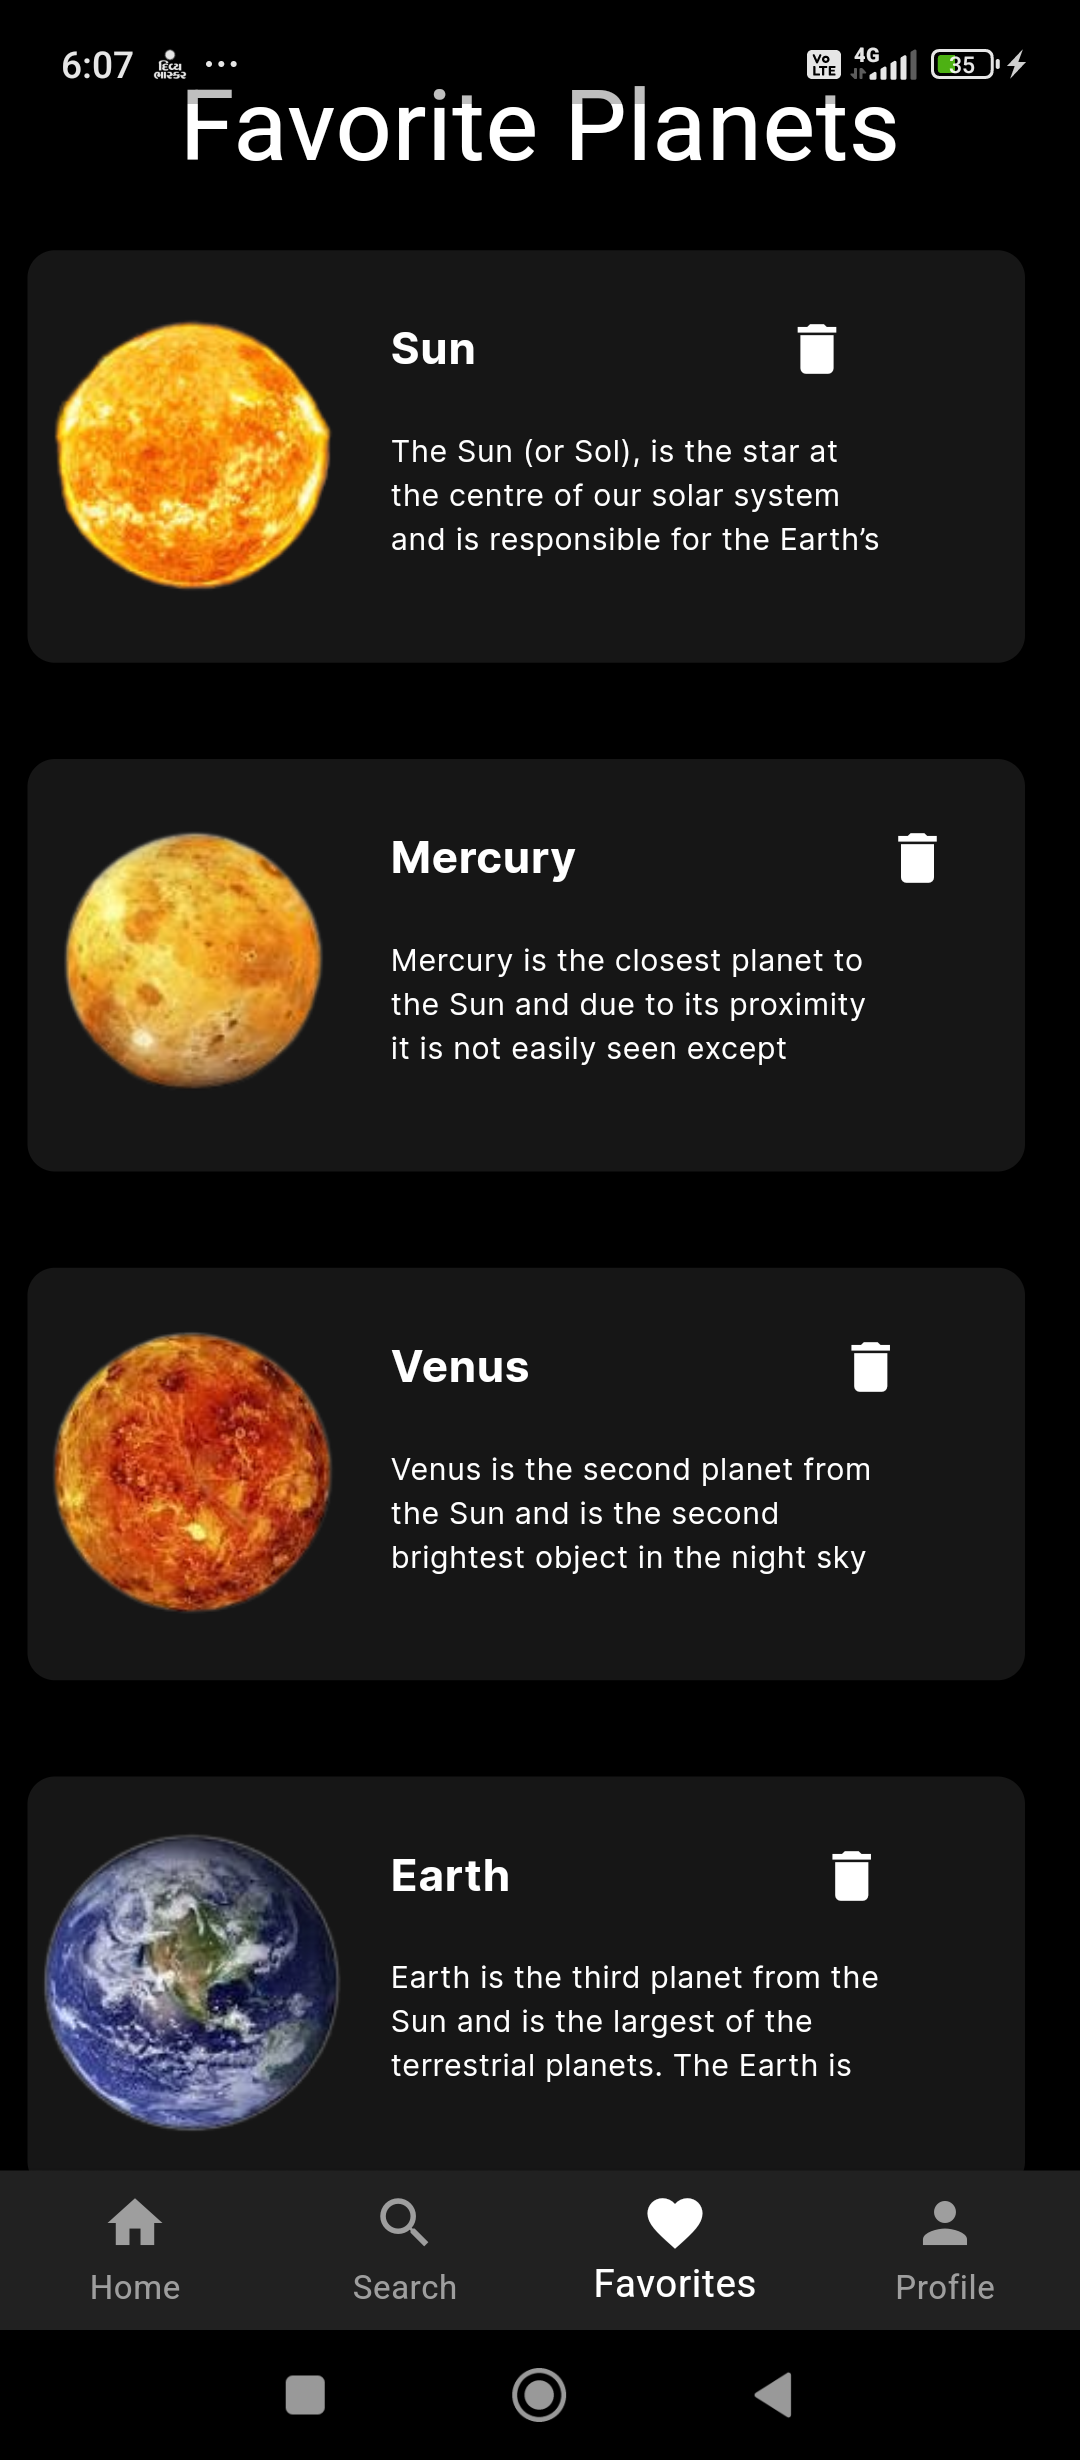 6:07
દિવ્ય
ભાસ્કર
Vo
LTE
4G
35
Favorite Planets
Sun
The Sun (or Sol), is the star at
the centre of our solar system
and is responsible for the Earth’s
Mercury
Mercury is the closest planet to
the Sun and due to its proximity
it is not easily seen except
Venus
Venus is the second planet from
the Sun and is the second
brightest object in the night sky
Earth
Earth is the third planet from the
Sun and is the largest of the
terrestrial planets. The Earth is
Home
Search
Favorites
Profile